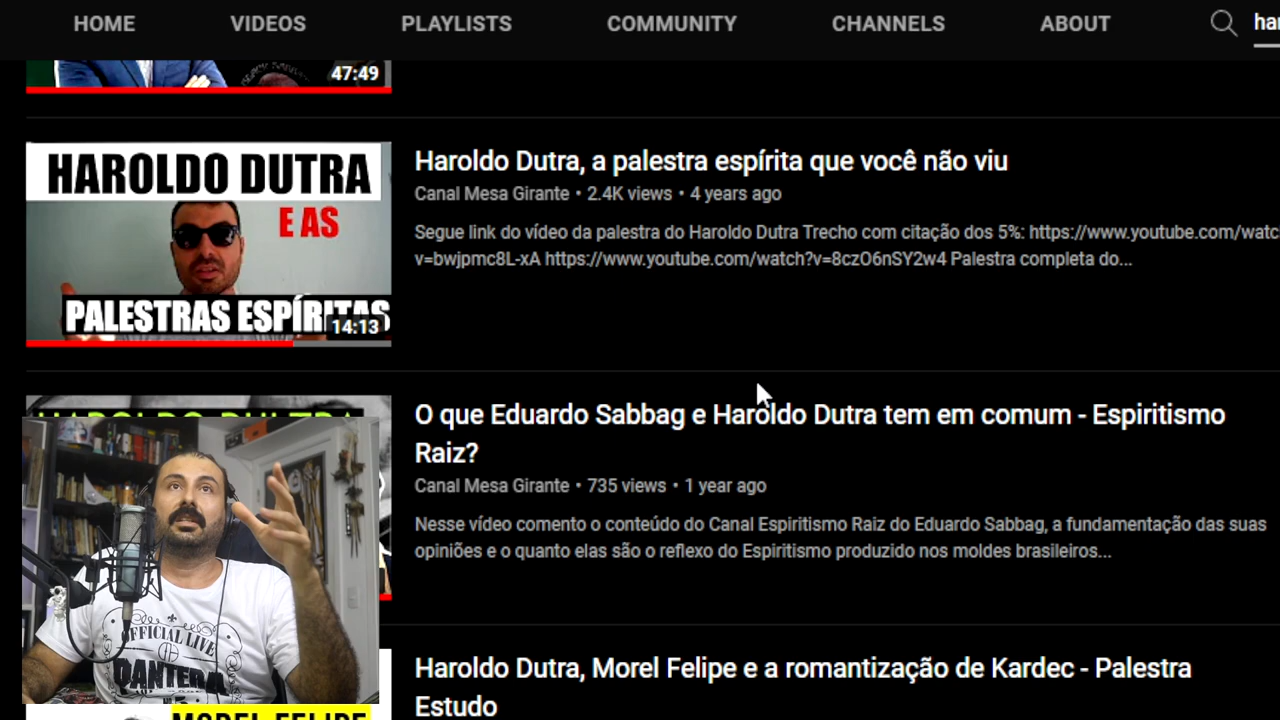 HOME VIDEOS PLAYLISTS COMMUNITY CHANNELS ABOUT
47:49
HAROLDO DUTRA
E AS
PALESTRAS ESPÍRITAS
14:13
Haroldo Dutra, a palestra espírita que você não viu
Canal Mesa Girante • 2.4K views • 4 years ago
Segue link do vídeo da palestra do Haroldo Dutra Trecho com citação dos 5%: https://www.youtube.com/watc
v=bwjpmc8L-xA https://www.youtube.com/watch?v=8czO6nSY2w4 Palestra completa do...
O que Eduardo Sabbag e Haroldo Dutra tem em comum - Espiritismo
Raiz?
Canal Mesa Girante • 735 views • 1 year ago
Nesse vídeo comento o conteúdo do Canal Espiritismo Raiz do Eduardo Sabbag, a fundamentação das suas
opiniões e o quanto elas são o reflexo do Espiritismo produzido nos moldes brasileiros...
OFFICIAL LIVE
PANTERA
Haroldo Dutra, Morel Felipe e a romantização de Kardec - Palestra
Estudo
MOREL FELIPE